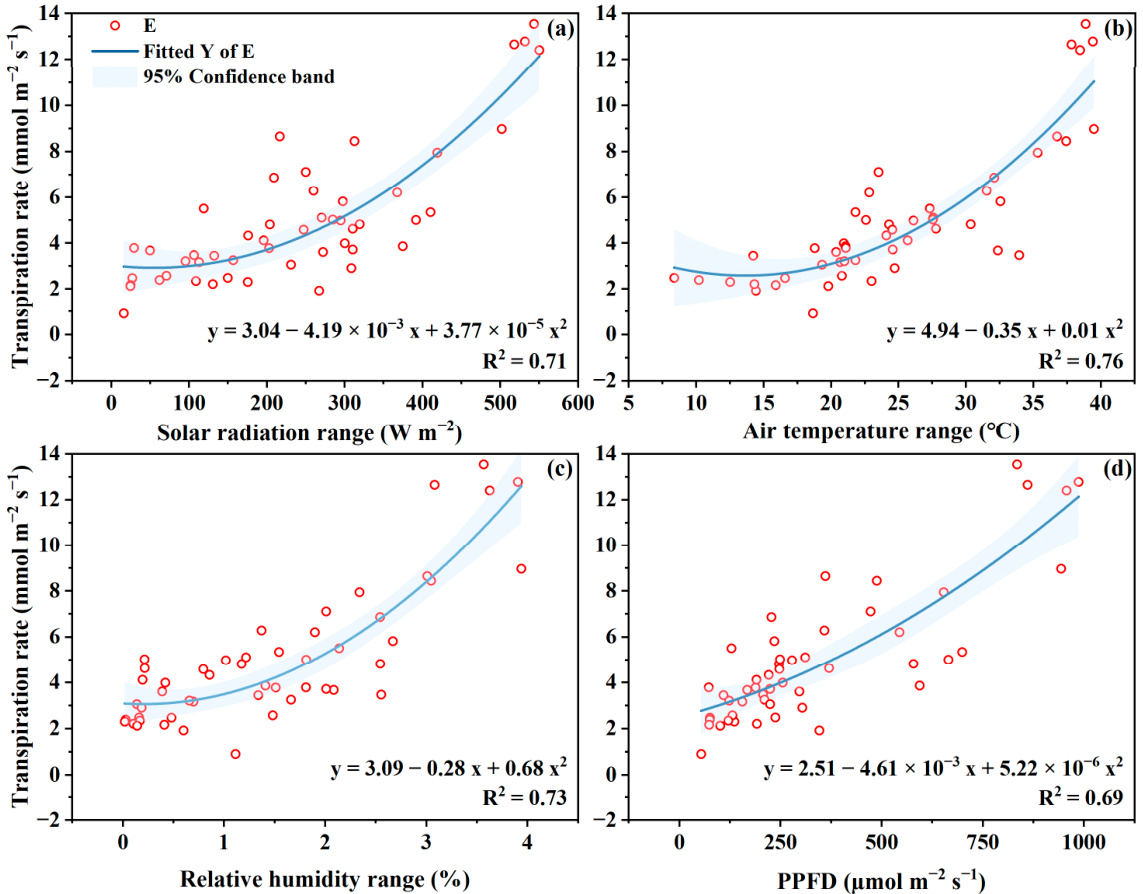 14
12
10
8
6
4
2
0
−2
Transpiration rate (mmol m⁻² s⁻¹)
E
Fitted Y of E
95% Confidence band
(a)
y = 3.04 − 4.19 × 10⁻³ x + 3.77 × 10⁻⁵ x²
R² = 0.71
0 100 200 300 400 500 600
Solar radiation range (W m⁻²)
14
12
10
8
6
4
2
0
−2
(b)
y = 4.94 − 0.35 x + 0.01 x²
R² = 0.76
5 10 15 20 25 30 35 40
Air temperature range (℃)
14
12
10
8
6
4
2
0
−2
Transpiration rate (mmol m⁻² s⁻¹)
(c)
y = 3.09 − 0.28 x + 0.68 x²
R² = 0.73
0 1 2 3 4
Relative humidity range (%)
14
12
10
8
6
4
2
0
−2
(d)
y = 2.51 − 4.61 × 10⁻³ x + 5.22 × 10⁻⁶ x²
R² = 0.69
0 250 500 750 1000
PPFD (μmol m⁻² s⁻¹)